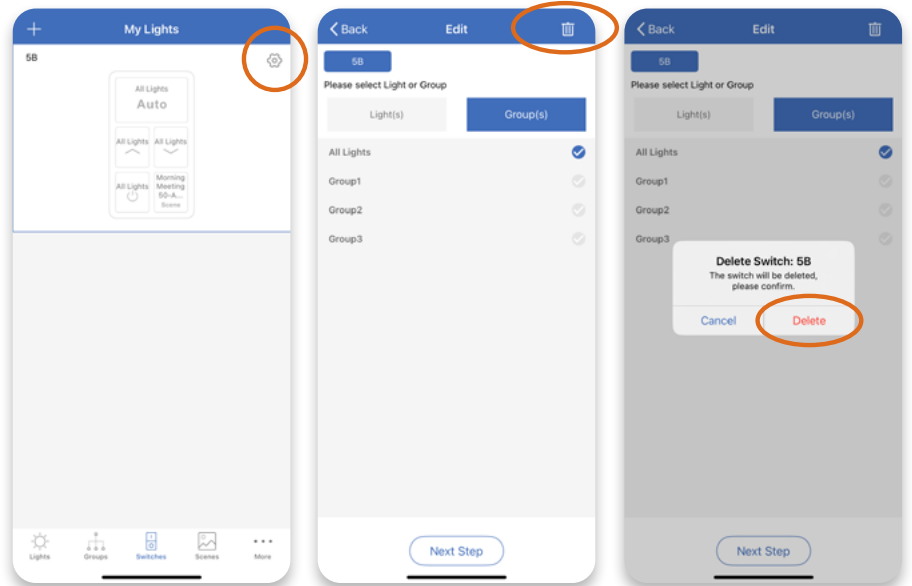 My Lights
5B
All Lights
Auto
All Lights All Lights
All Lights
Morning
Meeting
50-A...
Scene
Lights Groups Switches Scenes More
Back Edit
5B
Please select Light or Group
Light(s) Group(s)
All Lights
Group1
Group2
Group3
Next Step
Back Edit
5B
Please select Light or Group
Light(s) Group(s)
All Lights
Group1
Group2
Group3
Delete Switch: 5B
The switch will be deleted,
please confirm.
Cancel Delete
Next Step